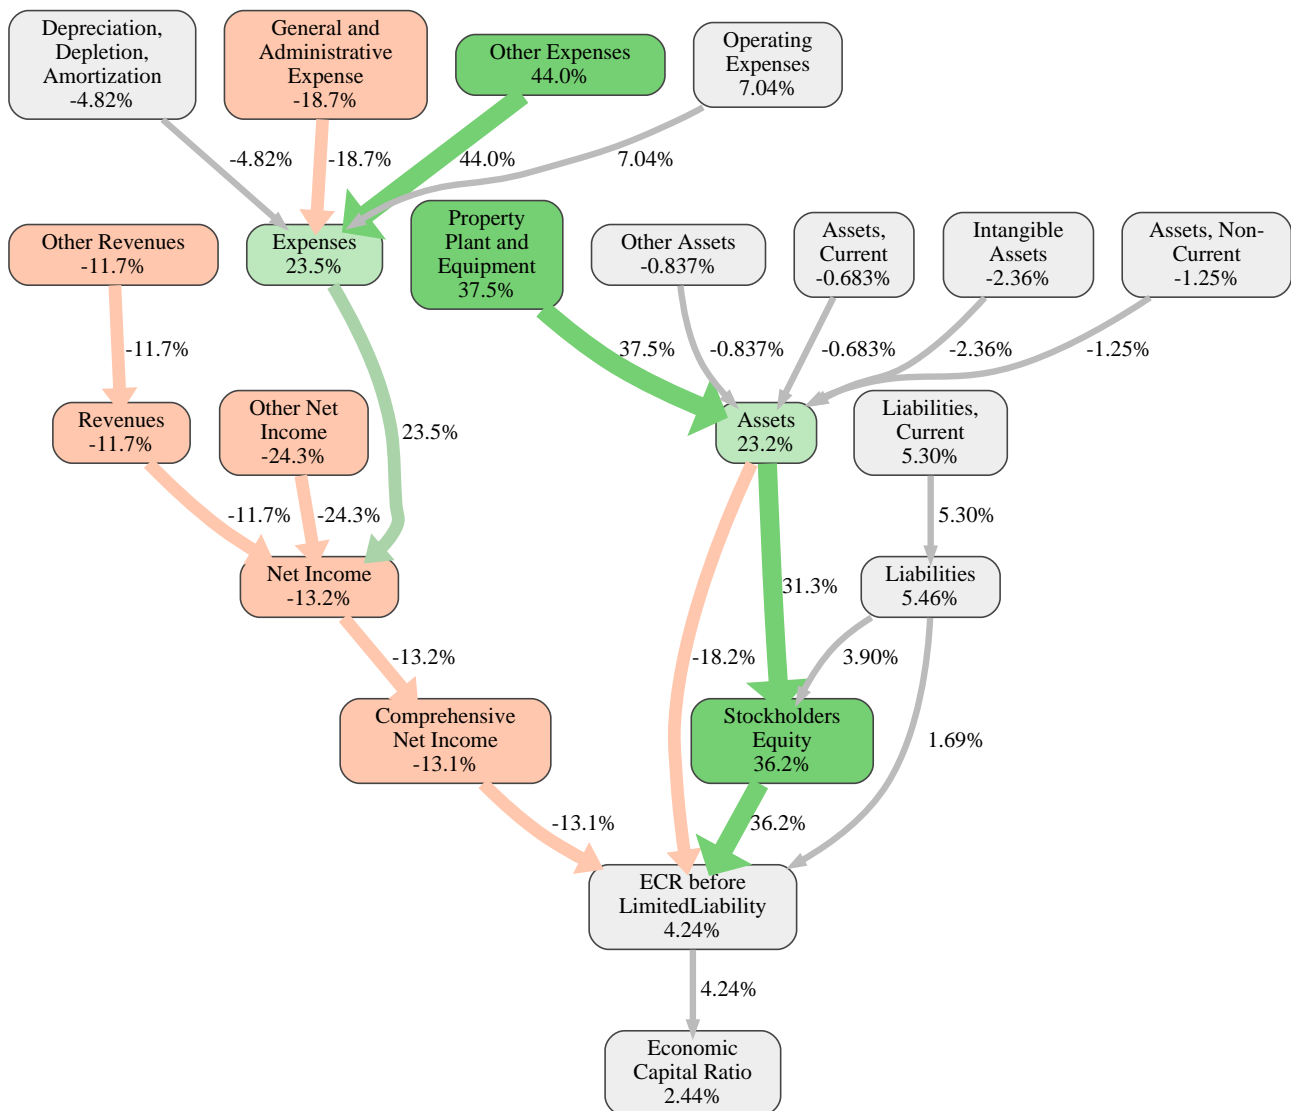 Depreciation,
Depletion,
Amortization
-4.82%
General and
Administrative
Expense
-18.7%
Other Expenses
44.0%
Operating
Expenses
7.04%
-4.82%
-18.7%
44.0%
7.04%
Other Revenues
-11.7%
Expenses
23.5%
Property
Plant and
Equipment
37.5%
Other Assets
-0.837%
Assets,
Current
-0.683%
Intangible
Assets
-2.36%
Assets, Non-
Current
-1.25%
-11.7%
37.5%
-0.837%
-0.683%
-2.36%
-1.25%
Revenues
-11.7%
Other Net
Income
-24.3%
23.5%
Assets
23.2%
Liabilities,
Current
5.30%
-11.7%
-24.3%
5.30%
Net Income
-13.2%
31.3%
Liabilities
5.46%
-13.2%
-18.2%
3.90%
Comprehensive
Net Income
-13.1%
Stockholders
Equity
36.2%
1.69%
-13.1%
36.2%
ECR before
LimitedLiability
4.24%
4.24%
Economic
Capital Ratio
2.44%